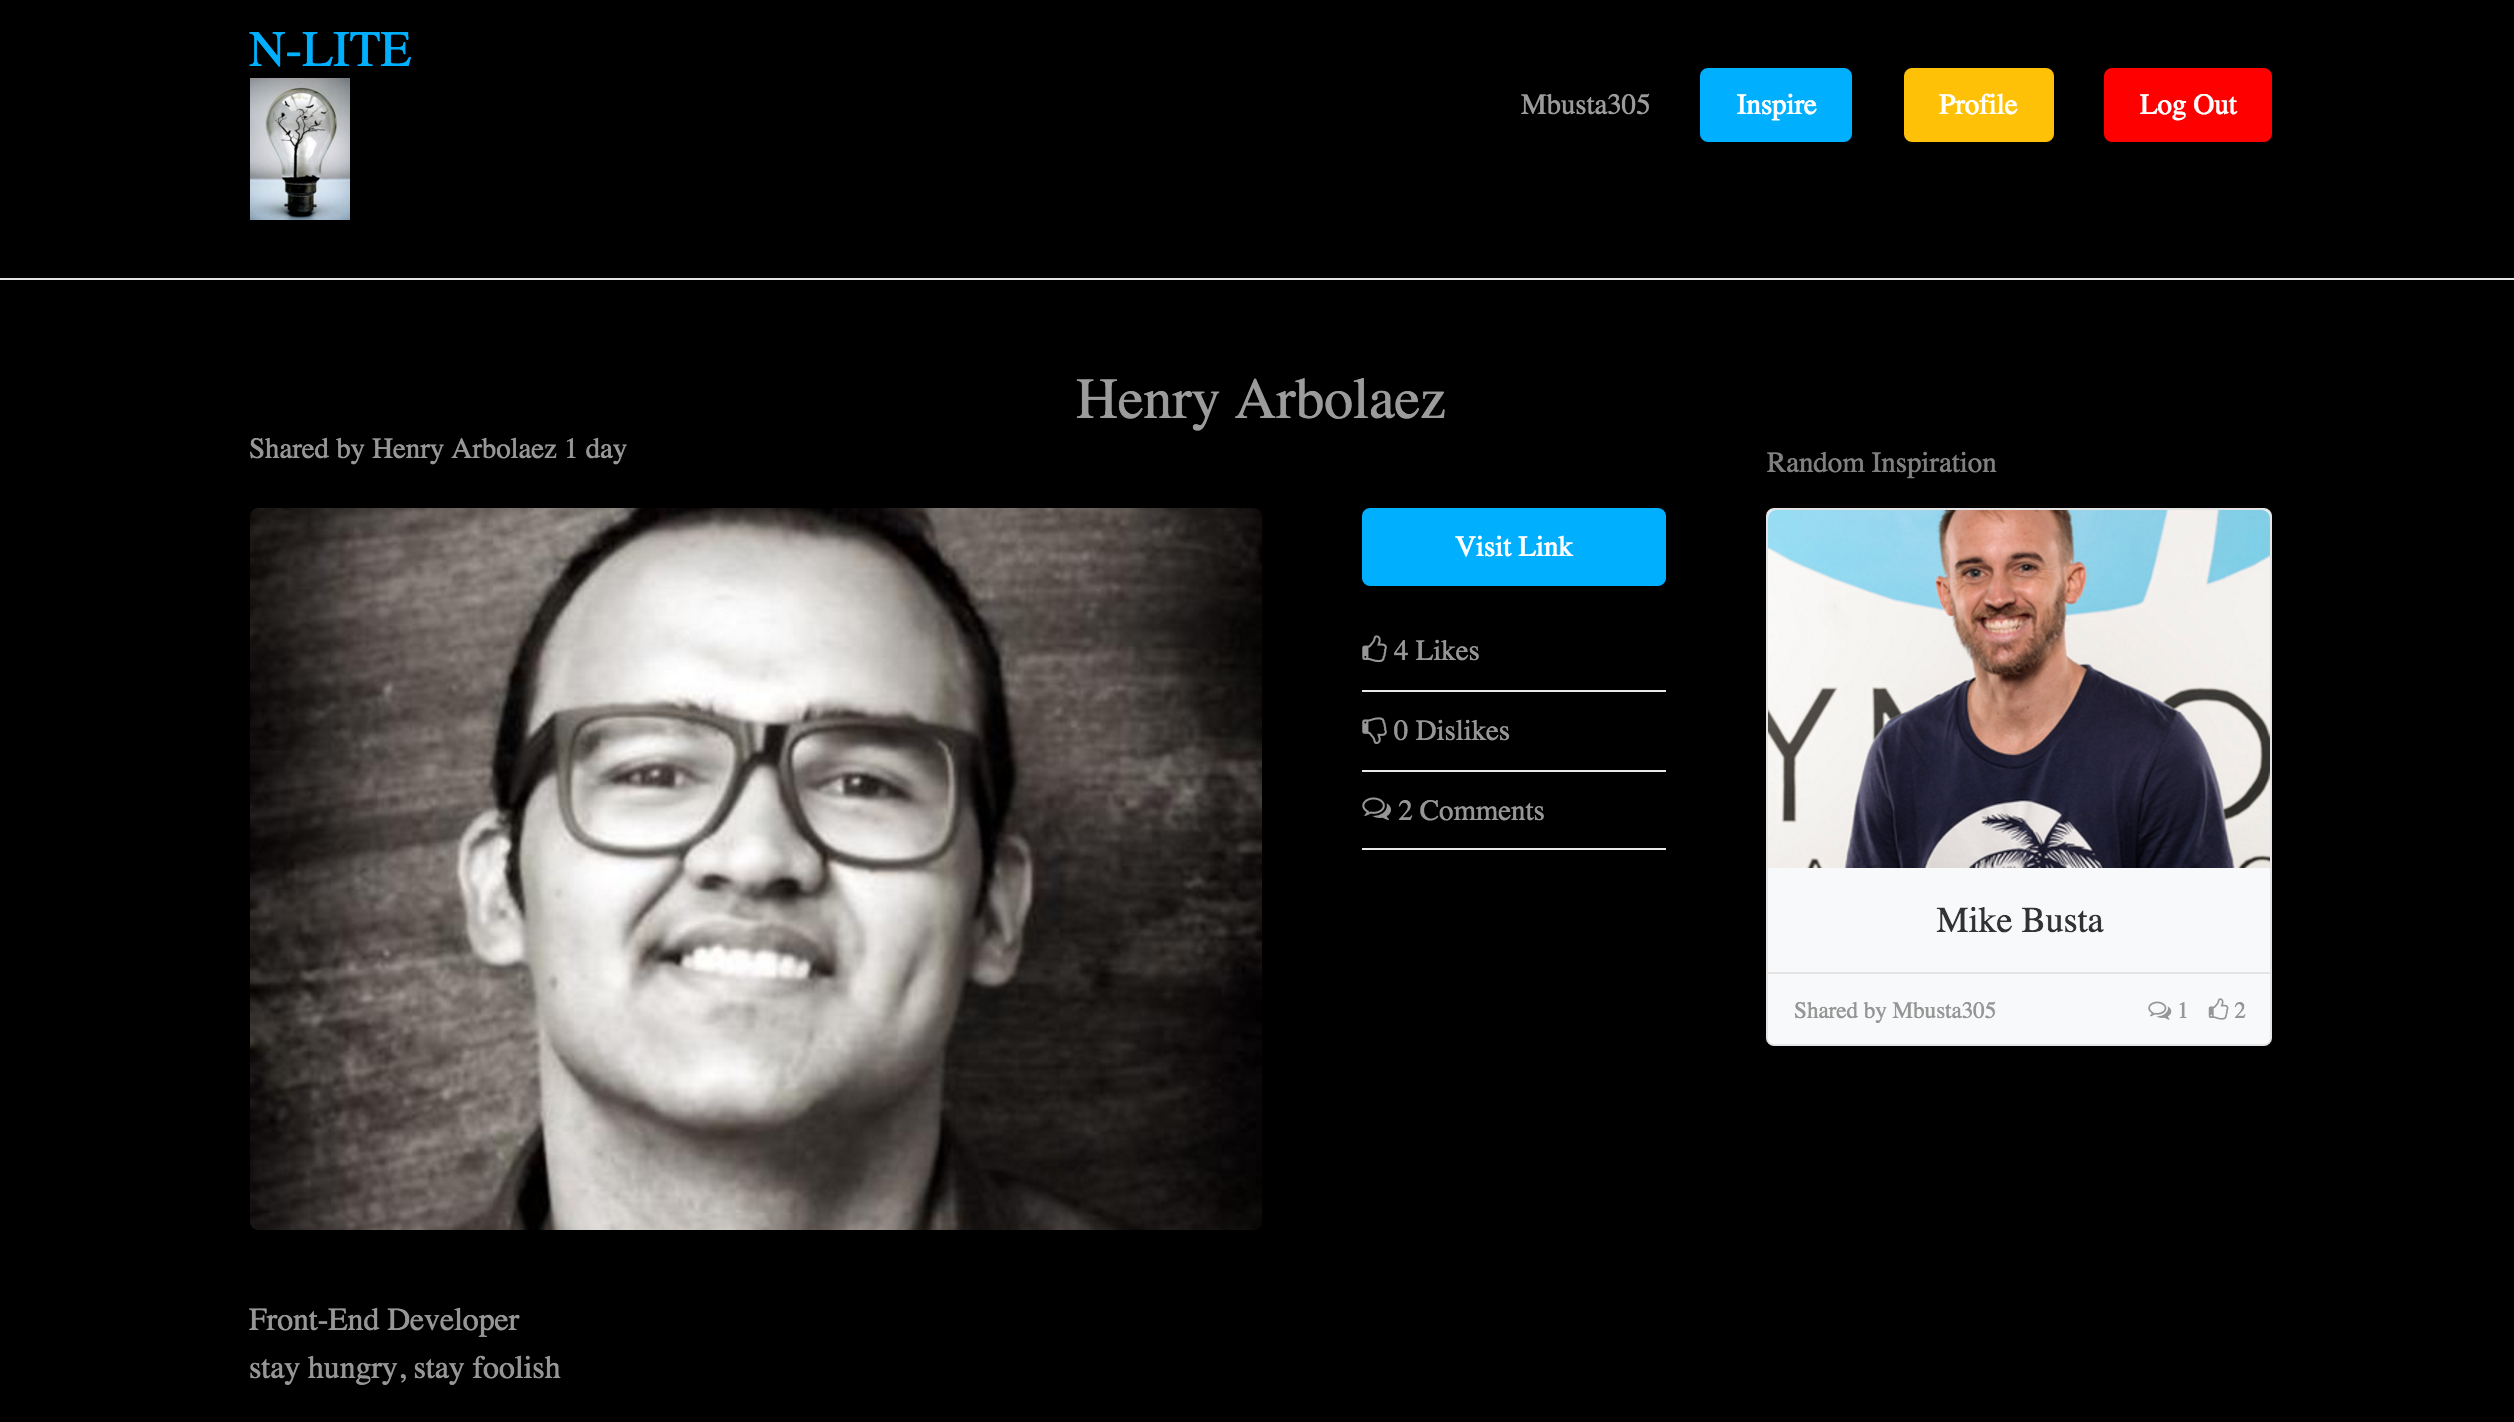 N-LITE
Mbusta305
Inspire
Profile
Log Out
Henry Arbolaez
Shared by Henry Arbolaez 1 day
Random Inspiration
Visit Link
4 Likes
0 Dislikes
2 Comments
Mike Busta
Shared by Mbusta305
1
2
Front-End Developer
stay hungry, stay foolish